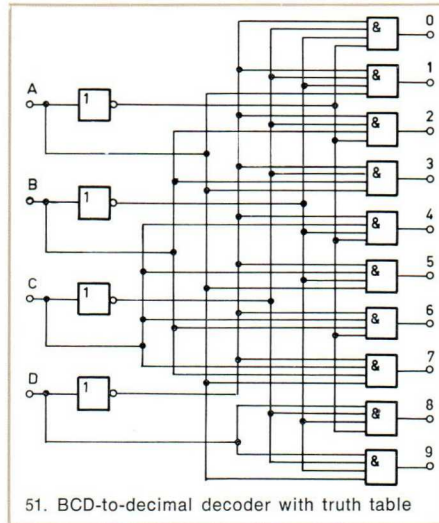 & 0
& 1
A 1
& 2
& 3
B 1
& 4
& 5
C 1
& 6
& 7
D 1
& 8
& 9
51. BCD-to-decimal decoder with truth table